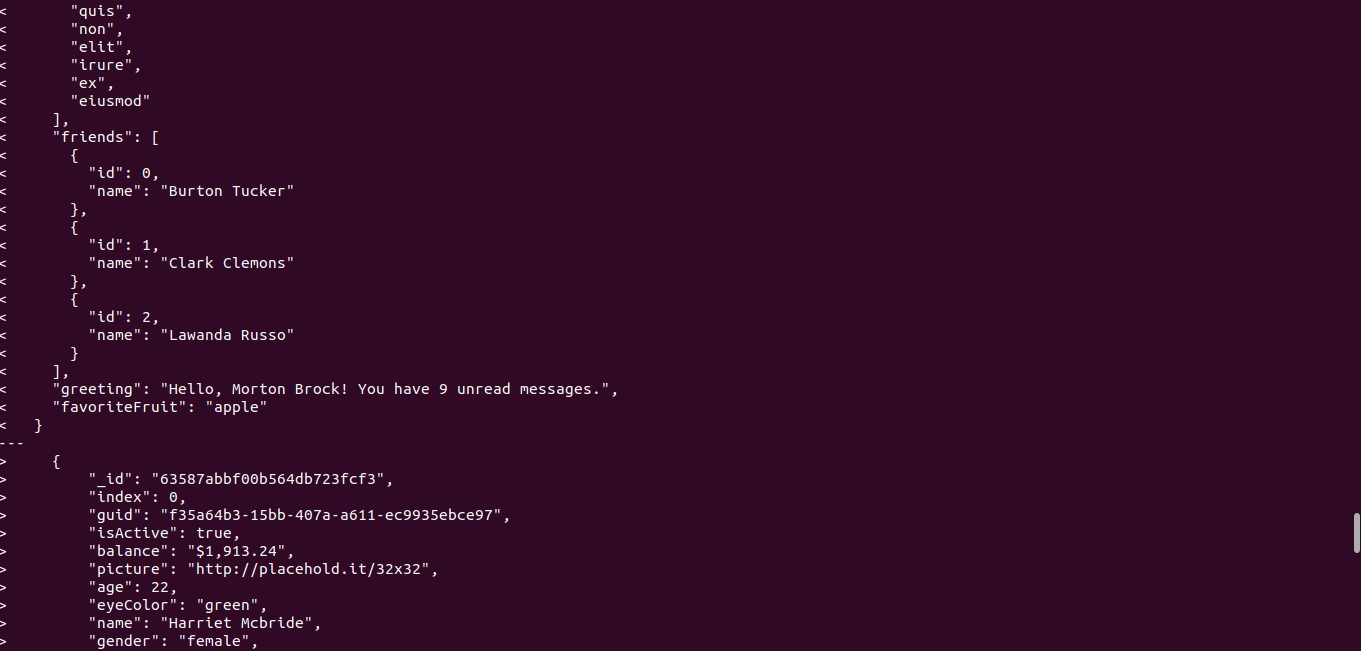 <       "quis",
<       "non",
<       "elit",
<       "irure",
<       "ex",
<       "eiusmod"
<     ],
<     "friends": [
<       {
<         "id": 0,
<         "name": "Burton Tucker"
<       },
<       {
<         "id": 1,
<         "name": "Clark Clemons"
<       },
<       {
<         "id": 2,
<         "name": "Lawanda Russo"
<       }
<     ],
<     "greeting": "Hello, Morton Brock! You have 9 unread messages.",
<     "favoriteFruit": "apple"
<   }
---
>     {
>         "_id": "63587abbf00b564db723fcf3",
>         "index": 0,
>         "guid": "f35a64b3-15bb-407a-a611-ec9935ebce97",
>         "isActive": true,
>         "balance": "$1,913.24",
>         "picture": "http://placehold.it/32x32",
>         "age": 22,
>         "eyeColor": "green",
>         "name": "Harriet Mcbride",
>         "gender": "female",